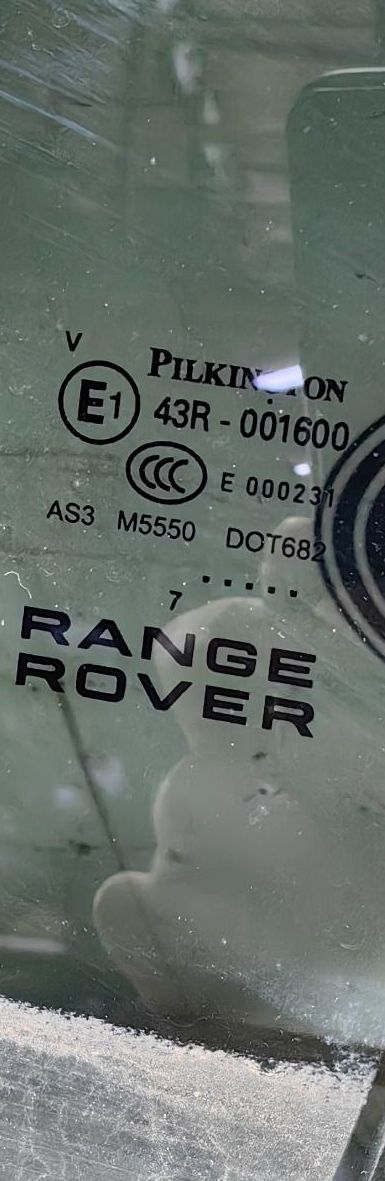 V
PILKINGTON
E1 43R - 001600
CCC E 000231
AS3 M5550 DOT682
.....
7
RANGE
ROVER